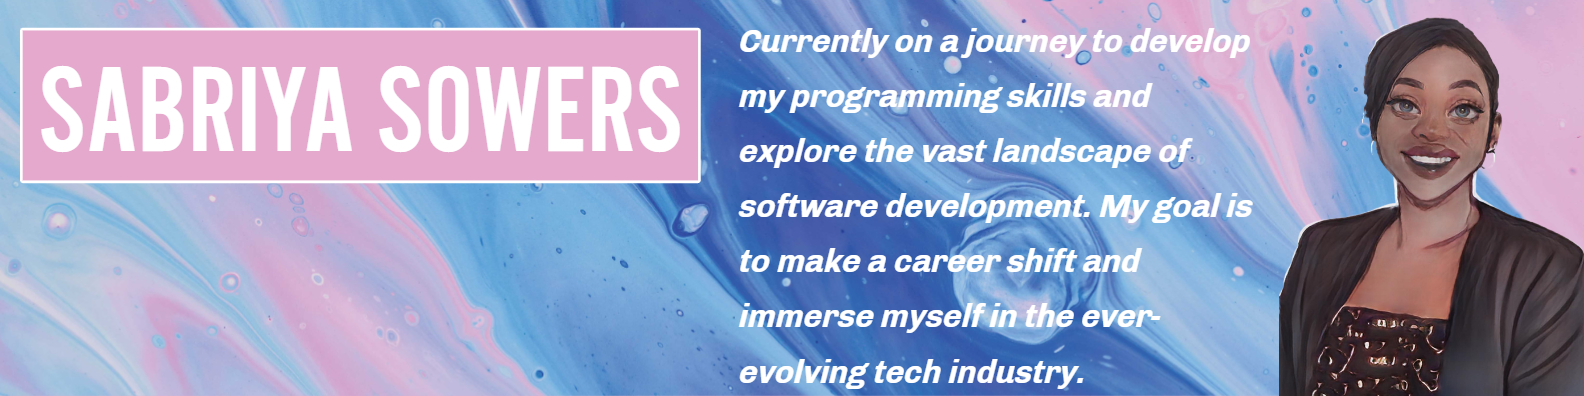 SABRIYA SOWERS
Currently on a journey to develop
my programming skills and
explore the vast landscape of
software development. My goal is
to make a career shift and
immerse myself in the ever-
evolving tech industry.